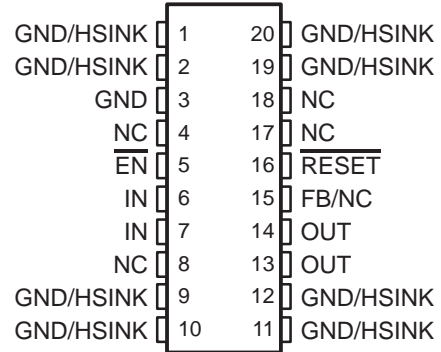 GND/HSINK 1 20 GND/HSINK
GND/HSINK 2 19 GND/HSINK
GND 3 18 NC
NC 4 17 NC
EN 5 16 RESET
IN 6 15 FB/NC
IN 7 14 OUT
NC 8 13 OUT
GND/HSINK 9 12 GND/HSINK
GND/HSINK 10 11 GND/HSINK